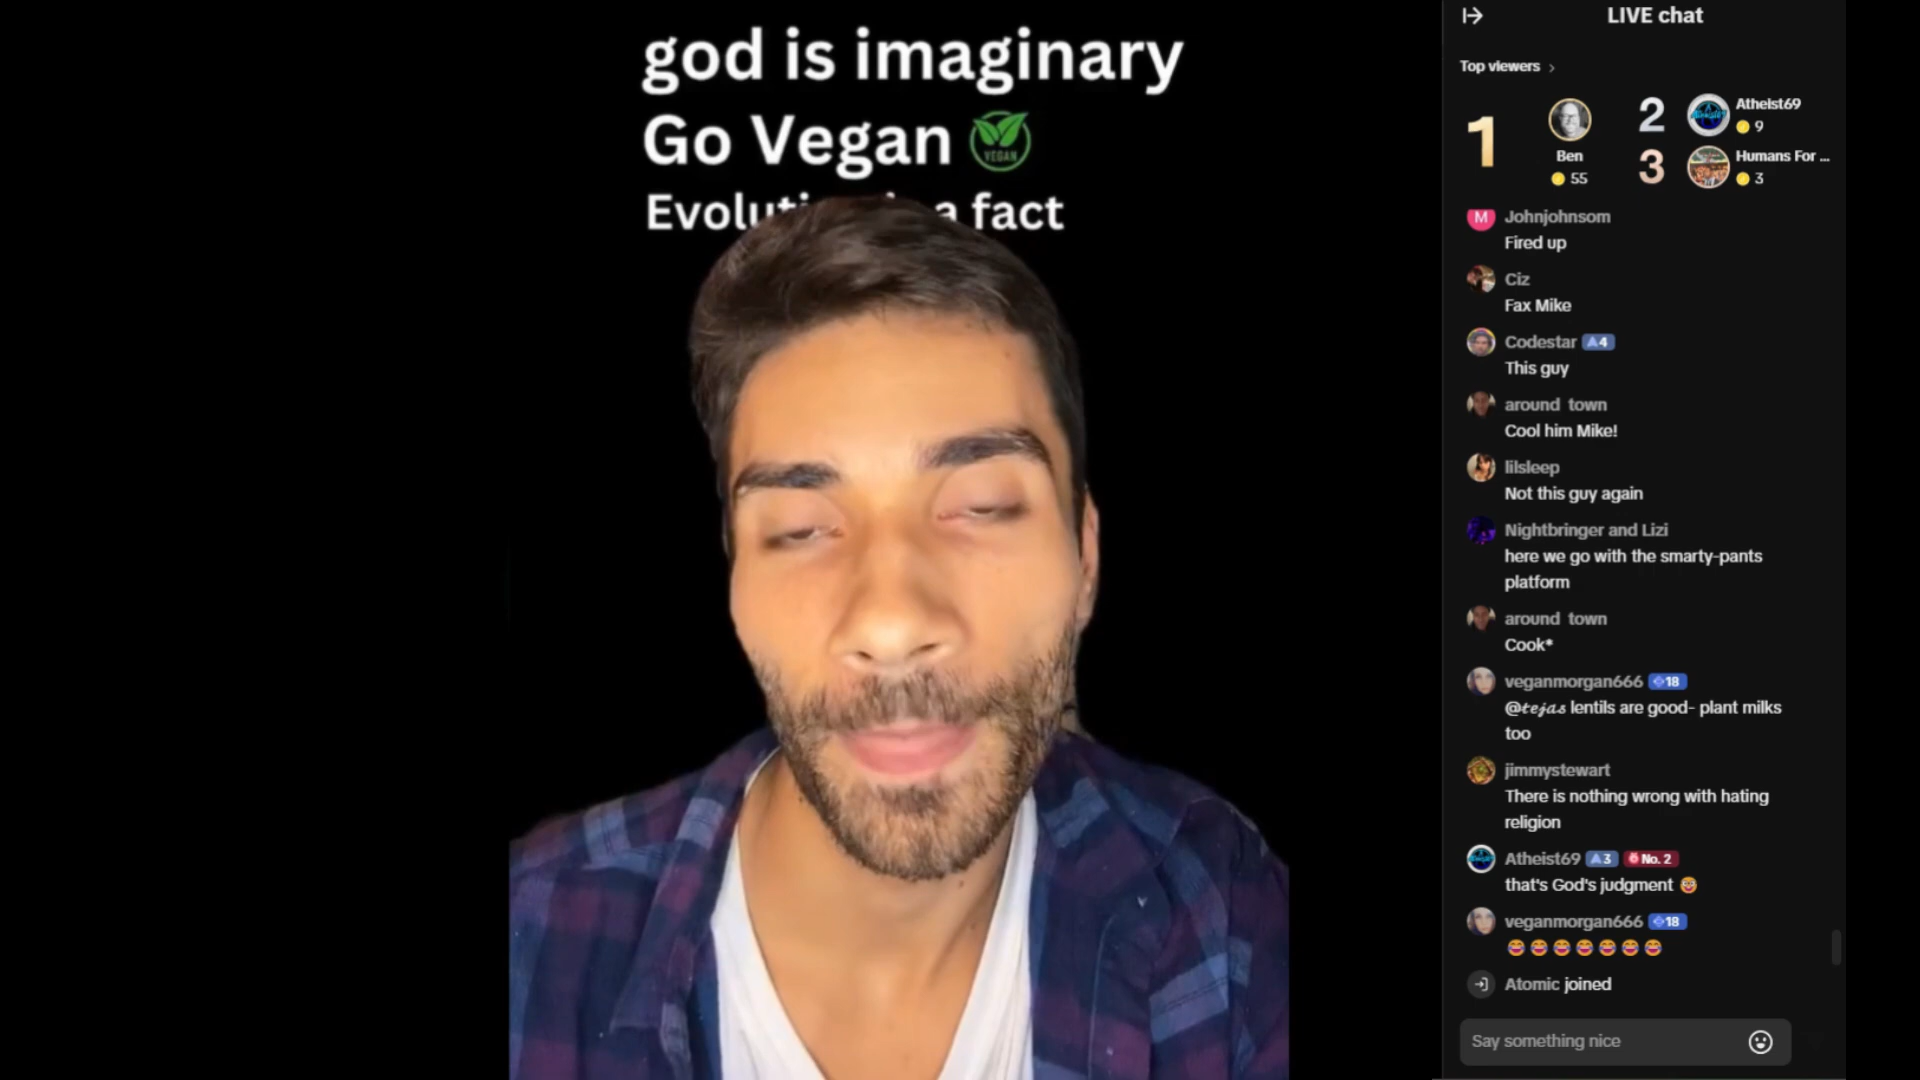 god is imaginary
Go Vegan
VEGAN
Evolution is a fact
LIVE chat
Top viewers
1
Ben
55
2
Atheist69
9
3
Humans For ...
3
M
Johnjohnsom
Fired up
Ciz
Fax Mike
Codestar 4
This guy
around town
Cool him Mike!
lilsleep
Not this guy again
Nightbringer and Lizi
here we go with the smarty-pants
platform
around town
Cook*
veganmorgan666 18
@𝓽𝓮𝓳𝓪𝓼 lentils are good- plant milks
too
jimmystewart
There is nothing wrong with hating
religion
Atheist69 3 No. 2
that's God's judgment 🤡
veganmorgan666 18
😂😂😂😂😂😂😂
Atomic joined
Say something nice